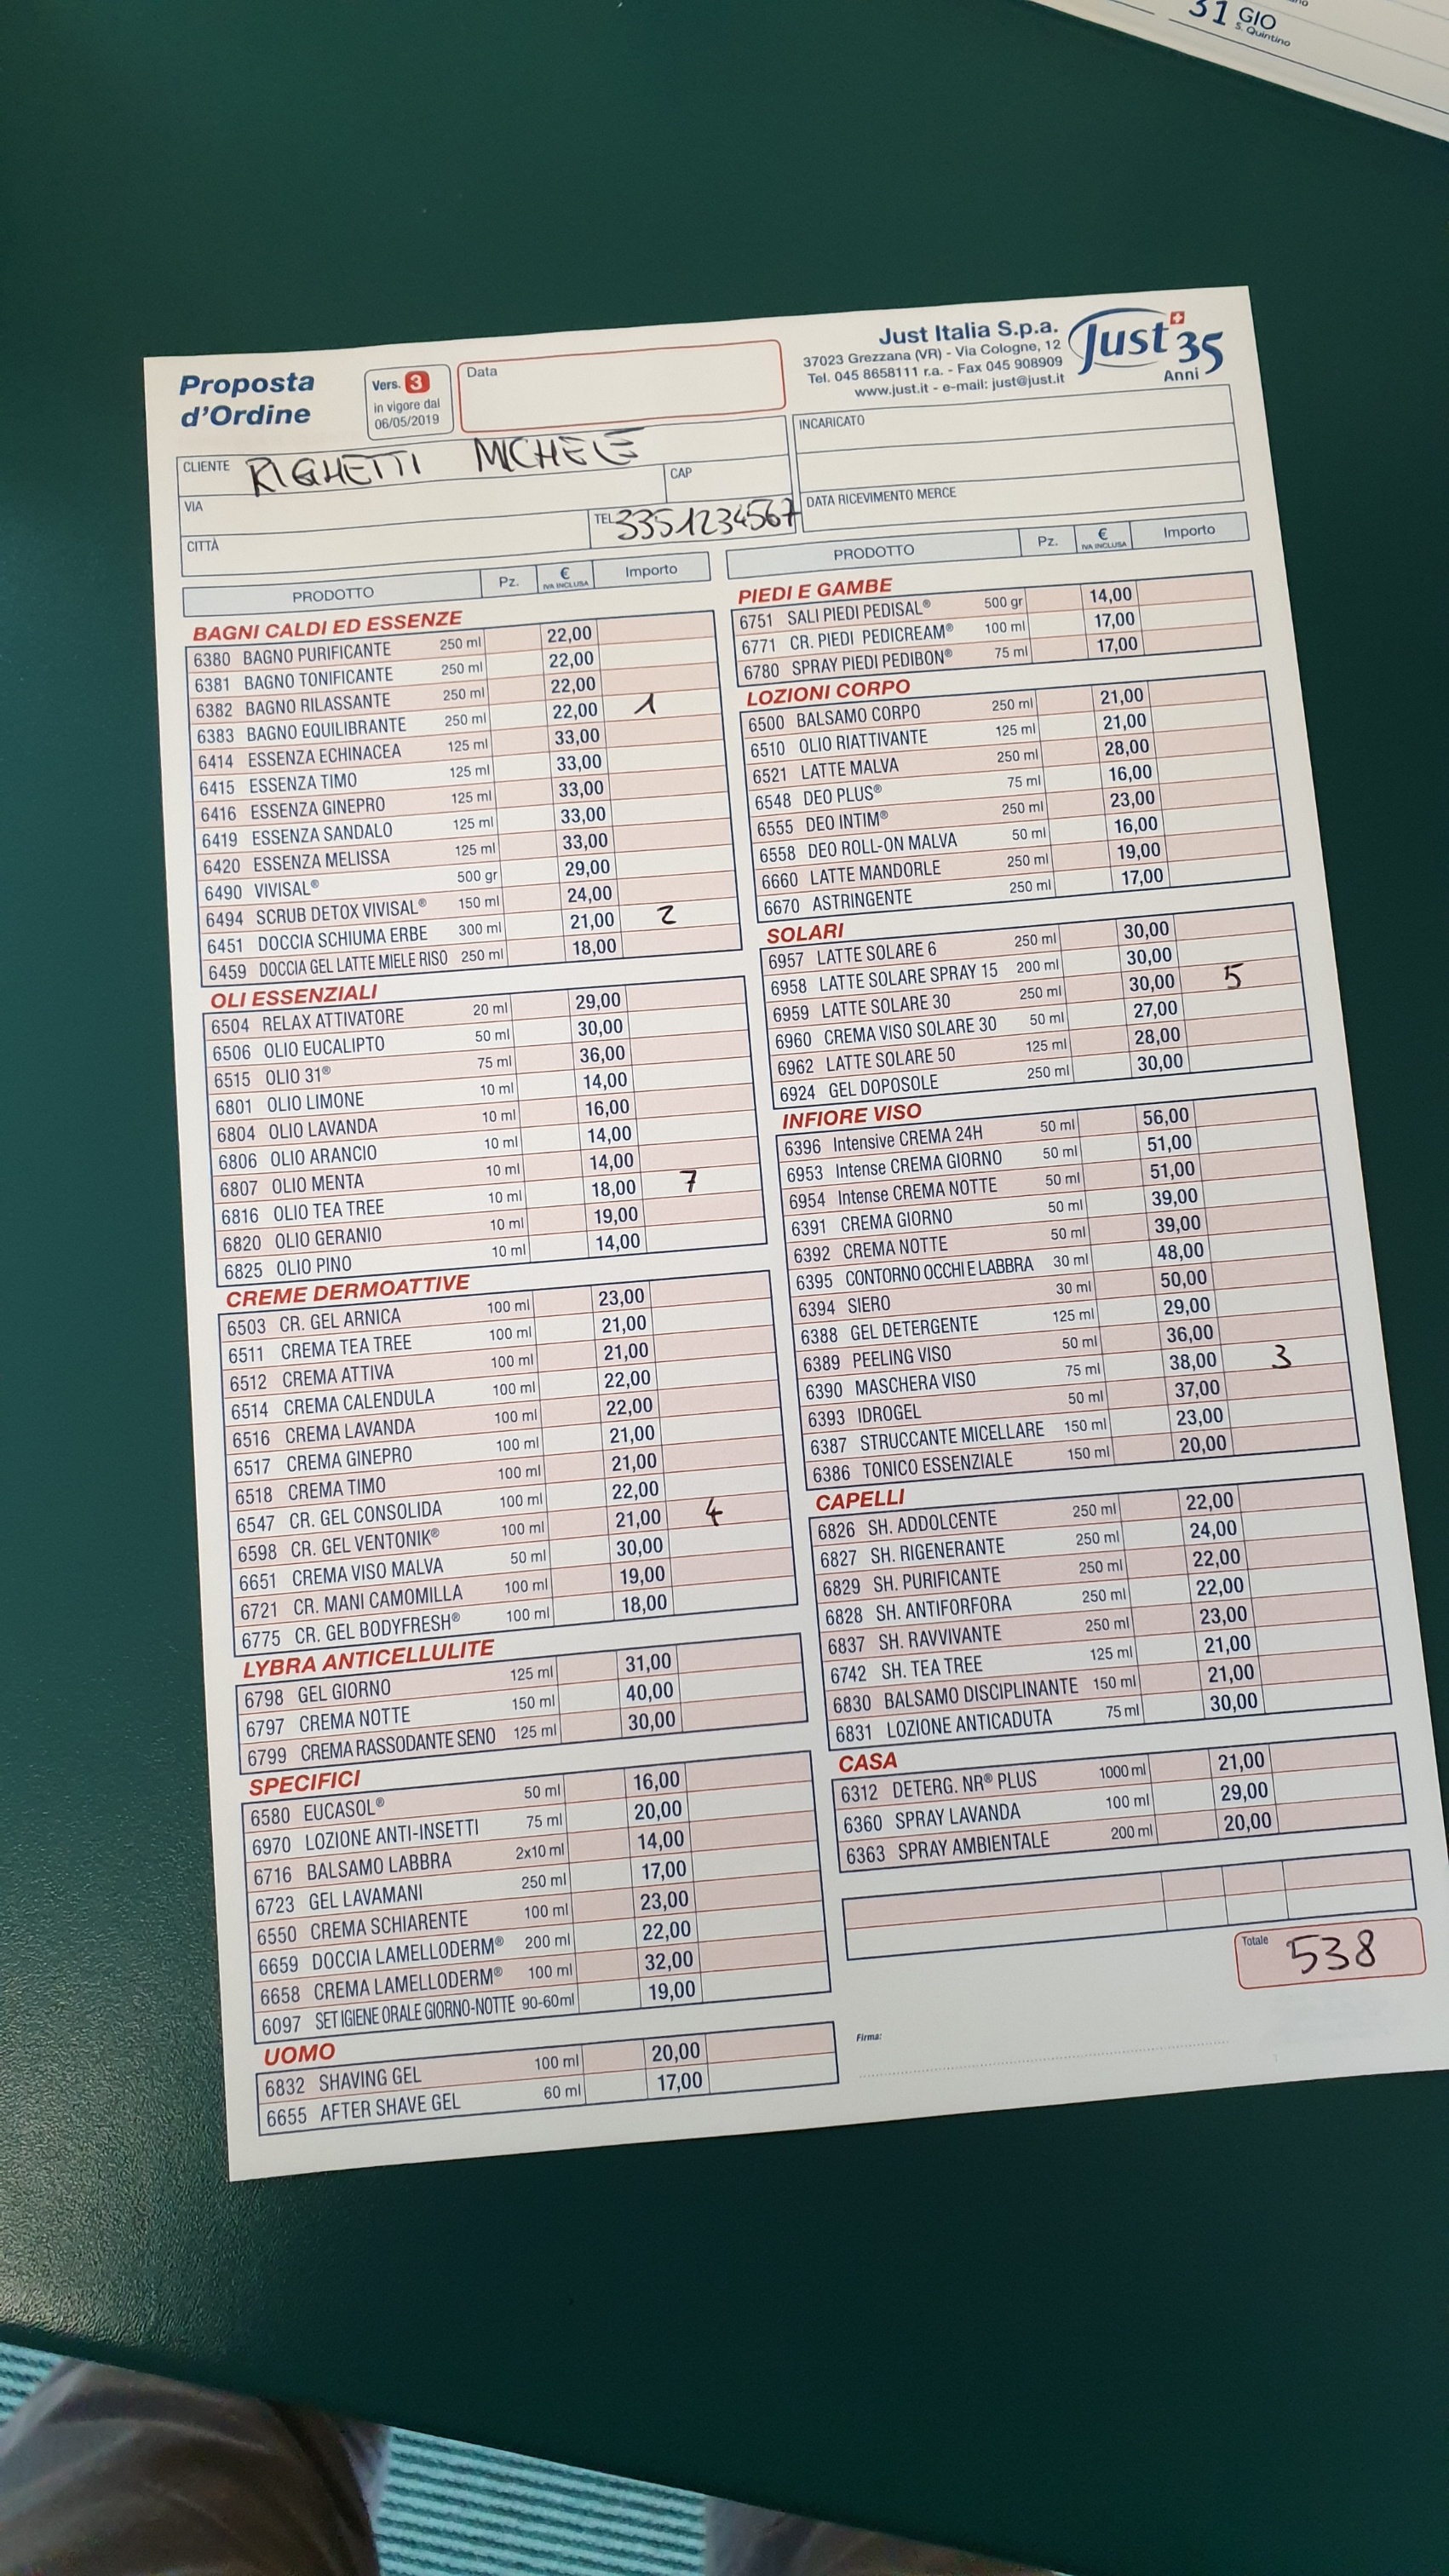 31 GIO
S. Quintino
Proposta
d'Ordine
Vers. 3
in vigore dal
06/05/2019
Data
Just Italia S.p.a.
37023 Grezzana (VR) - Via Cologne, 12
Tel. 045 8658111 r.a. - Fax 045 908909
www.just.it - e-mail: just@just.it
Just 35
Anni
CLIENTE RIGHETTI MICHELE
VIA
CAP
CITTÀ
TEL 3351234567
INCARICATO
DATA RICEVIMENTO MERCE
PRODOTTO Pz. € IVA INCLUSA Importo
BAGNI CALDI ED ESSENZE
6380 BAGNO PURIFICANTE 250 ml 22,00
6381 BAGNO TONIFICANTE 250 ml 22,00
6382 BAGNO RILASSANTE 250 ml 22,00
6383 BAGNO EQUILIBRANTE 250 ml 22,00 1
6414 ESSENZA ECHINACEA 125 ml 33,00
6415 ESSENZA TIMO 125 ml 33,00
6416 ESSENZA GINEPRO 125 ml 33,00
6419 ESSENZA SANDALO 125 ml 33,00
6420 ESSENZA MELISSA 125 ml 33,00
6490 VIVISAL® 500 gr 29,00
6494 SCRUB DETOX VIVISAL® 150 ml 24,00
6451 DOCCIA SCHIUMA ERBE 300 ml 21,00 2
6459 DOCCIA GEL LATTE MIELE RISO 250 ml 18,00
OLI ESSENZIALI
6504 RELAX ATTIVATORE 20 ml 29,00
6506 OLIO EUCALIPTO 50 ml 30,00
6515 OLIO 31® 75 ml 36,00
6801 OLIO LIMONE 10 ml 14,00
6804 OLIO LAVANDA 10 ml 16,00
6806 OLIO ARANCIO 10 ml 14,00
6807 OLIO MENTA 10 ml 14,00
6816 OLIO TEA TREE 10 ml 18,00 7
6820 OLIO GERANIO 10 ml 19,00
6825 OLIO PINO 10 ml 14,00
CREME DERMOATTIVE
6503 CR. GEL ARNICA 100 ml 23,00
6511 CREMA TEA TREE 100 ml 21,00
6512 CREMA ATTIVA 100 ml 21,00
6514 CREMA CALENDULA 100 ml 22,00
6516 CREMA LAVANDA 100 ml 22,00
6517 CREMA GINEPRO 100 ml 21,00
6518 CREMA TIMO 100 ml 21,00
6547 CR. GEL CONSOLIDA 100 ml 22,00
6598 CR. GEL VENTONIK® 100 ml 21,00 4
6651 CREMA VISO MALVA 50 ml 30,00
6721 CR. MANI CAMOMILLA 100 ml 19,00
6775 CR. GEL BODYFRESH® 100 ml 18,00
LYBRA ANTICELLULITE
6798 GEL GIORNO 125 ml 31,00
6797 CREMA NOTTE 150 ml 40,00
6799 CREMA RASSODANTE SENO 125 ml 30,00
SPECIFICI
6580 EUCASOL® 50 ml 16,00
6970 LOZIONE ANTI-INSETTI 75 ml 20,00
6716 BALSAMO LABBRA 2x10 ml 14,00
6723 GEL LAVAMANI 250 ml 17,00
6550 CREMA SCHIARENTE 100 ml 23,00
6659 DOCCIA LAMELLODERM® 200 ml 22,00
6658 CREMA LAMELLODERM® 100 ml 32,00
6097 SET IGIENE ORALE GIORNO-NOTTE 90-60ml 19,00
UOMO
6832 SHAVING GEL 100 ml 20,00
6655 AFTER SHAVE GEL 60 ml 17,00
PRODOTTO Pz. € IVA INCLUSA Importo
PIEDI E GAMBE
6751 SALI PIEDI PEDISAL® 500 gr 14,00
6771 CR. PIEDI PEDICREAM® 100 ml 17,00
6780 SPRAY PIEDI PEDIBON® 75 ml 17,00
LOZIONI CORPO
6500 BALSAMO CORPO 250 ml 21,00
6510 OLIO RIATTIVANTE 125 ml 21,00
6521 LATTE MALVA 250 ml 28,00
6548 DEO PLUS® 75 ml 16,00
6555 DEO INTIM® 250 ml 23,00
6558 DEO ROLL-ON MALVA 50 ml 16,00
6660 LATTE MANDORLE 250 ml 19,00
6670 ASTRINGENTE 250 ml 17,00
SOLARI
6957 LATTE SOLARE 6 250 ml 30,00
6958 LATTE SOLARE SPRAY 15 200 ml 30,00
6959 LATTE SOLARE 30 250 ml 30,00 5
6960 CREMA VISO SOLARE 30 50 ml 27,00
6962 LATTE SOLARE 50 125 ml 28,00
6924 GEL DOPOSOLE 250 ml 30,00
INFIORE VISO
6396 Intensive CREMA 24H 50 ml 56,00
6953 Intense CREMA GIORNO 50 ml 51,00
6954 Intense CREMA NOTTE 50 ml 51,00
6391 CREMA GIORNO 50 ml 39,00
6392 CREMA NOTTE 50 ml 39,00
6395 CONTORNO OCCHI E LABBRA 30 ml 48,00
6394 SIERO 30 ml 50,00
6388 GEL DETERGENTE 125 ml 29,00
6389 PEELING VISO 50 ml 36,00
6390 MASCHERA VISO 75 ml 38,00 3
6393 IDROGEL 50 ml 37,00
6387 STRUCCANTE MICELLARE 150 ml 23,00
6386 TONICO ESSENZIALE 150 ml 20,00
CAPELLI
6826 SH. ADDOLCENTE 250 ml 22,00
6827 SH. RIGENERANTE 250 ml 24,00
6829 SH. PURIFICANTE 250 ml 22,00
6828 SH. ANTIFORFORA 250 ml 22,00
6837 SH. RAVVIVANTE 250 ml 23,00
6742 SH. TEA TREE 125 ml 21,00
6830 BALSAMO DISCIPLINANTE 150 ml 21,00
6831 LOZIONE ANTICADUTA 75 ml 30,00
CASA
6312 DETERG. NR® PLUS 1000 ml 21,00
6360 SPRAY LAVANDA 100 ml 29,00
6363 SPRAY AMBIENTALE 200 ml 20,00
Totale 538
Firma: